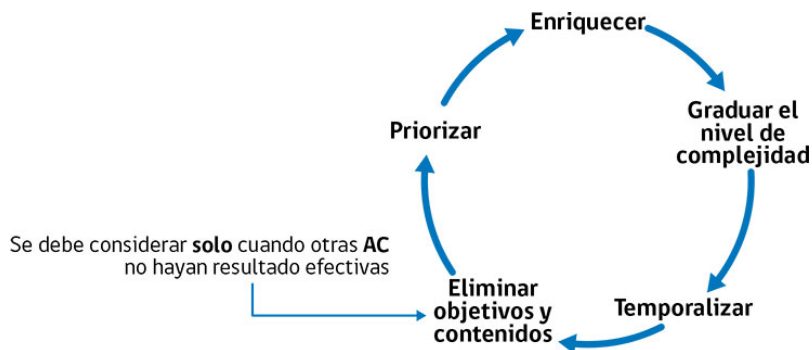 Enriquecer
Graduar el
nivel de
complejidad
Priorizar
Se debe considerar solo cuando otras AC
no hayan resultado efectivas
Eliminar
objetivos y
contenidos
Temporalizar